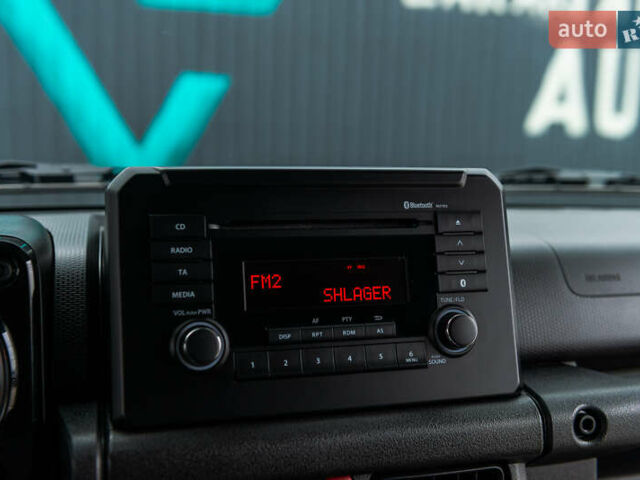 AU
auto
R
Bluetooth
CD
RADIO
TA
MEDIA
VOL PUSH PWR
FM2
SHLAGER
TUNE/FLD
AF PTY
DISP RPT RDM AS
1 2 3 4 5 6
MENU
SOUND